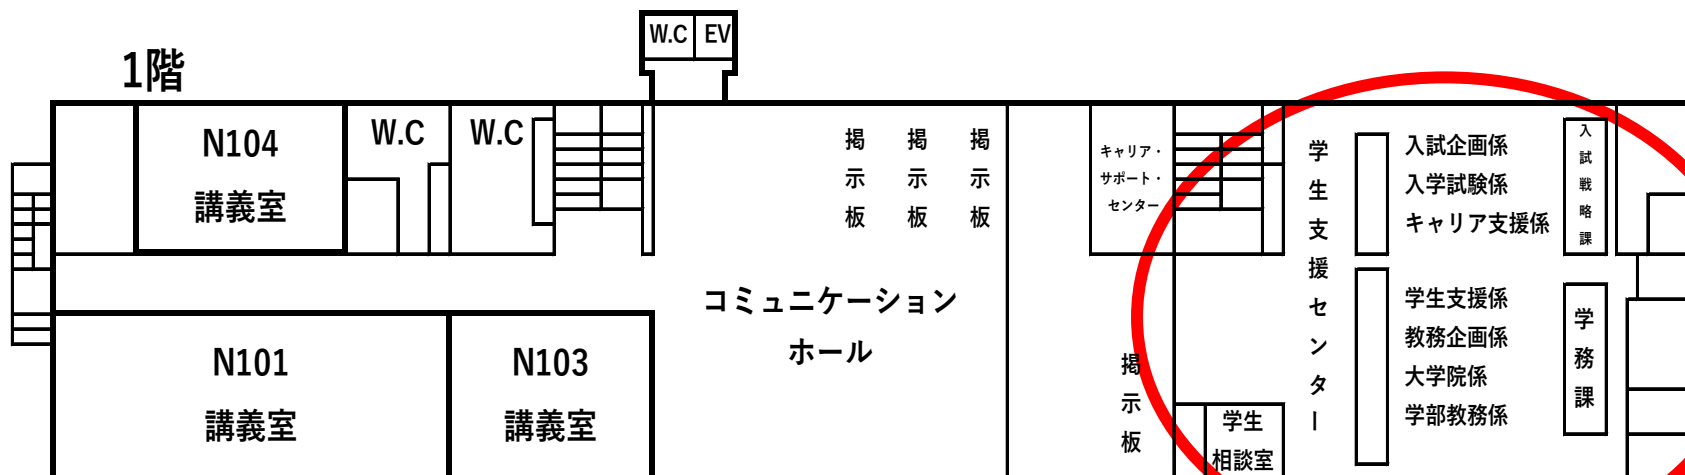 1階
W.C
EV
N104
講義室
W.C
W.C
掲示板
掲示板
掲示板
キャリア・
サポート・
センター
学生支援センター
入試企画係
入学試験係
キャリア支援係
入試戦略課
コミュニケーション
ホール
学生支援係
教務企画係
大学院係
学部教務係
学務課
N101
講義室
N103
講義室
掲示板
学生
相談室